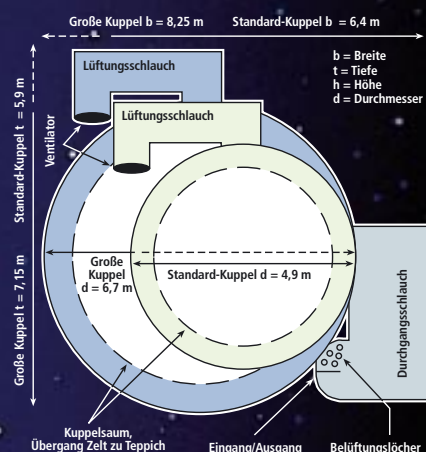 Große Kuppel b = 8,25 m
Standard-Kuppel b = 6,4 m
b = Breite
t = Tiefe
h = Höhe
d = Durchmesser
Lüftungsschlauch
Lüftungsschlauch
Ventilator
Standard-Kuppel t = 5,9 m
Große Kuppel t = 7,15 m
Große
Kuppel
d = 6,7 m
Standard-Kuppel d = 4,9 m
Durchgangsschlauch
Kuppelsaum,
Übergang Zelt zu Teppich
Eingang/Ausgang
Belüftungslöcher